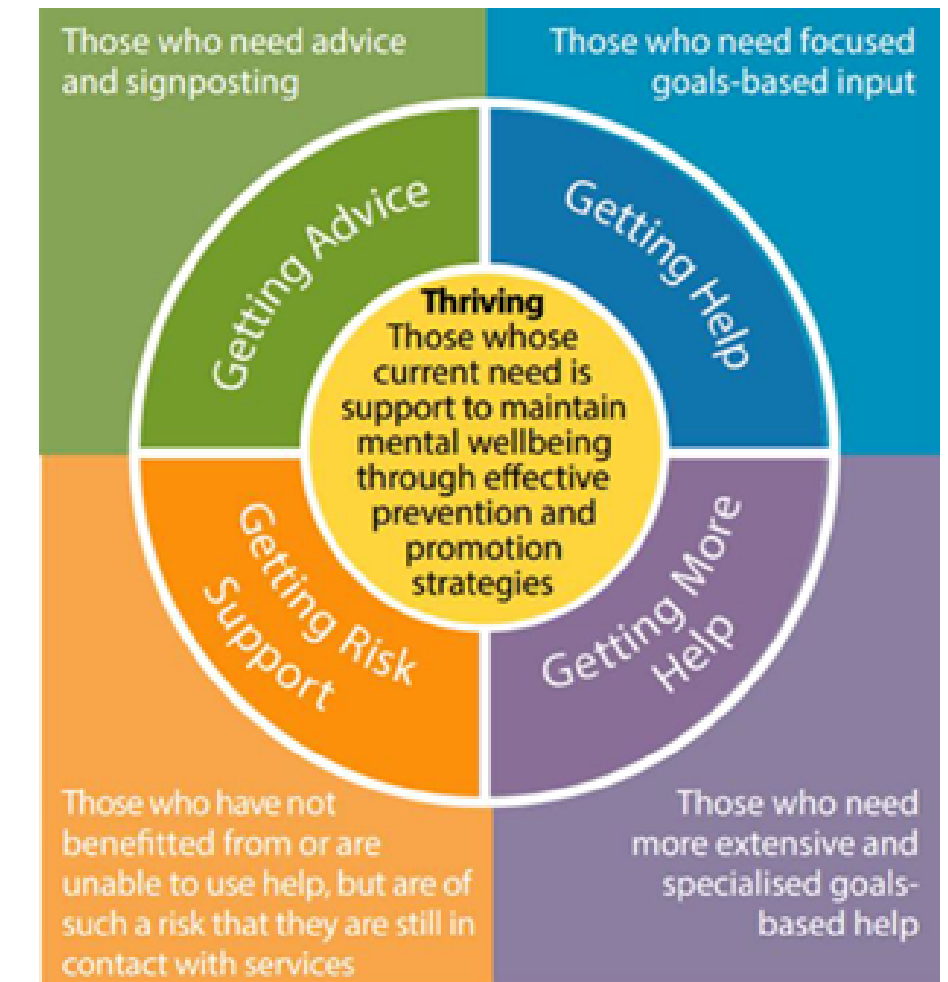 Those who need advice
and signposting
Those who need focused
goals-based input
Getting Advice
Getting Help
Thriving
Those whose
current need is
support to maintain
mental wellbeing
through effective
prevention and
promotion
strategies
Getting Risk
Support
Getting More
Help
Those who have not
benefitted from or are
unable to use help, but are of
such a risk that they are still in
contact with services
Those who need
more extensive and
specialised goals-
based help